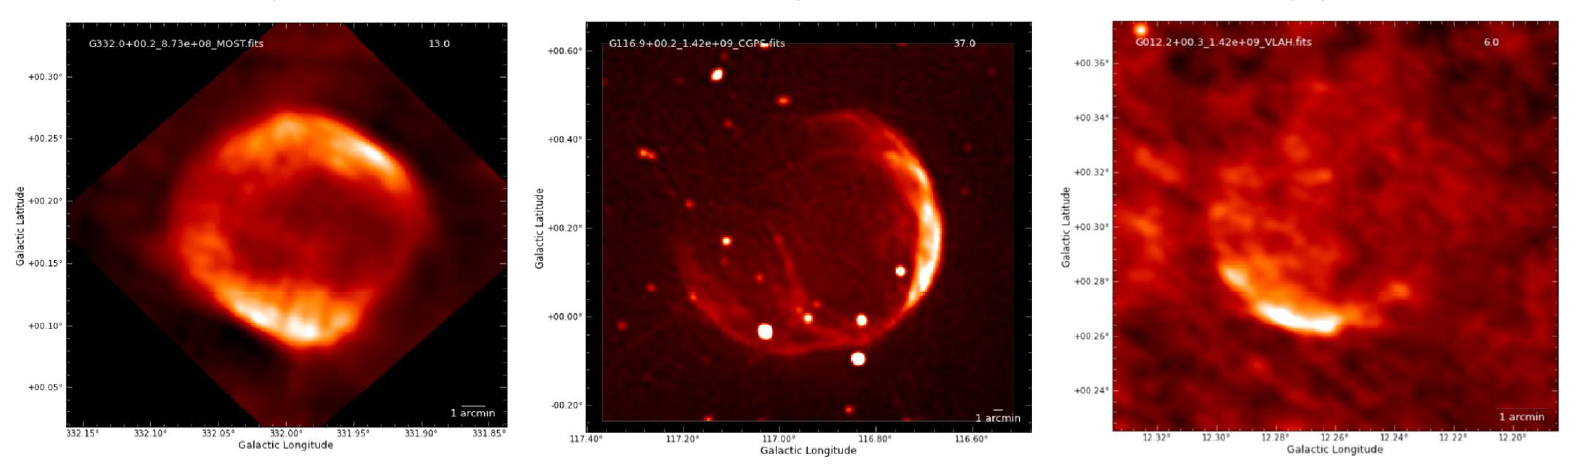 G332.0+00.2_8.73e+08_MOST.fits 13.0
+00.30°
+00.25°
+00.20°
+00.15°
+00.10°
+00.05°
Galactic Latitude
1 arcmin
332.15° 332.10° 332.05° 332.00° 331.95° 331.90° 331.85°
Galactic Longitude
G116.9+00.2_1.42e+09_CGPS.fits 37.0
+00.60°
+00.40°
+00.20°
+00.00°
-00.20°
Galactic Latitude
1 arcmin
117.40° 117.20° 117.00° 116.80° 116.60°
Galactic Longitude
G012.2+00.3_1.42e+09_VLAH.fits 6.0
+00.36°
+00.34°
+00.32°
+00.30°
+00.28°
+00.26°
+00.24°
Galactic Latitude
1 arcmin
12.32° 12.30° 12.28° 12.26° 12.24° 12.22° 12.20°
Galactic Longitude